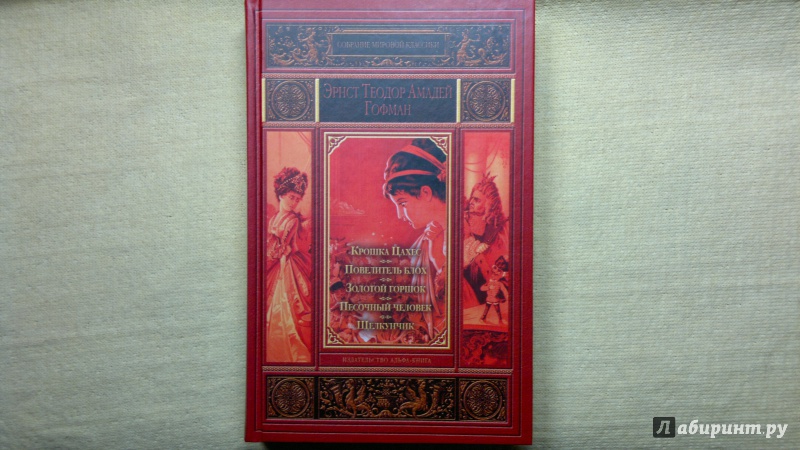 СОБРАНИЕ МИРОВОЙ КЛАССИКИ
ЭРНСТ ТЕОДОР АМАДЕЙ
ГОФМАН
КРОШКА ЦАХЕС
ПОВЕЛИТЕЛЬ БЛОХ
ЗОЛОТОЙ ГОРШОК
ПЕСОЧНЫЙ ЧЕЛОВЕК
ЩЕЛКУНЧИК
ИЗДАТЕЛЬСТВО АЛЬФА-КНИГА
Лабиринт.ру